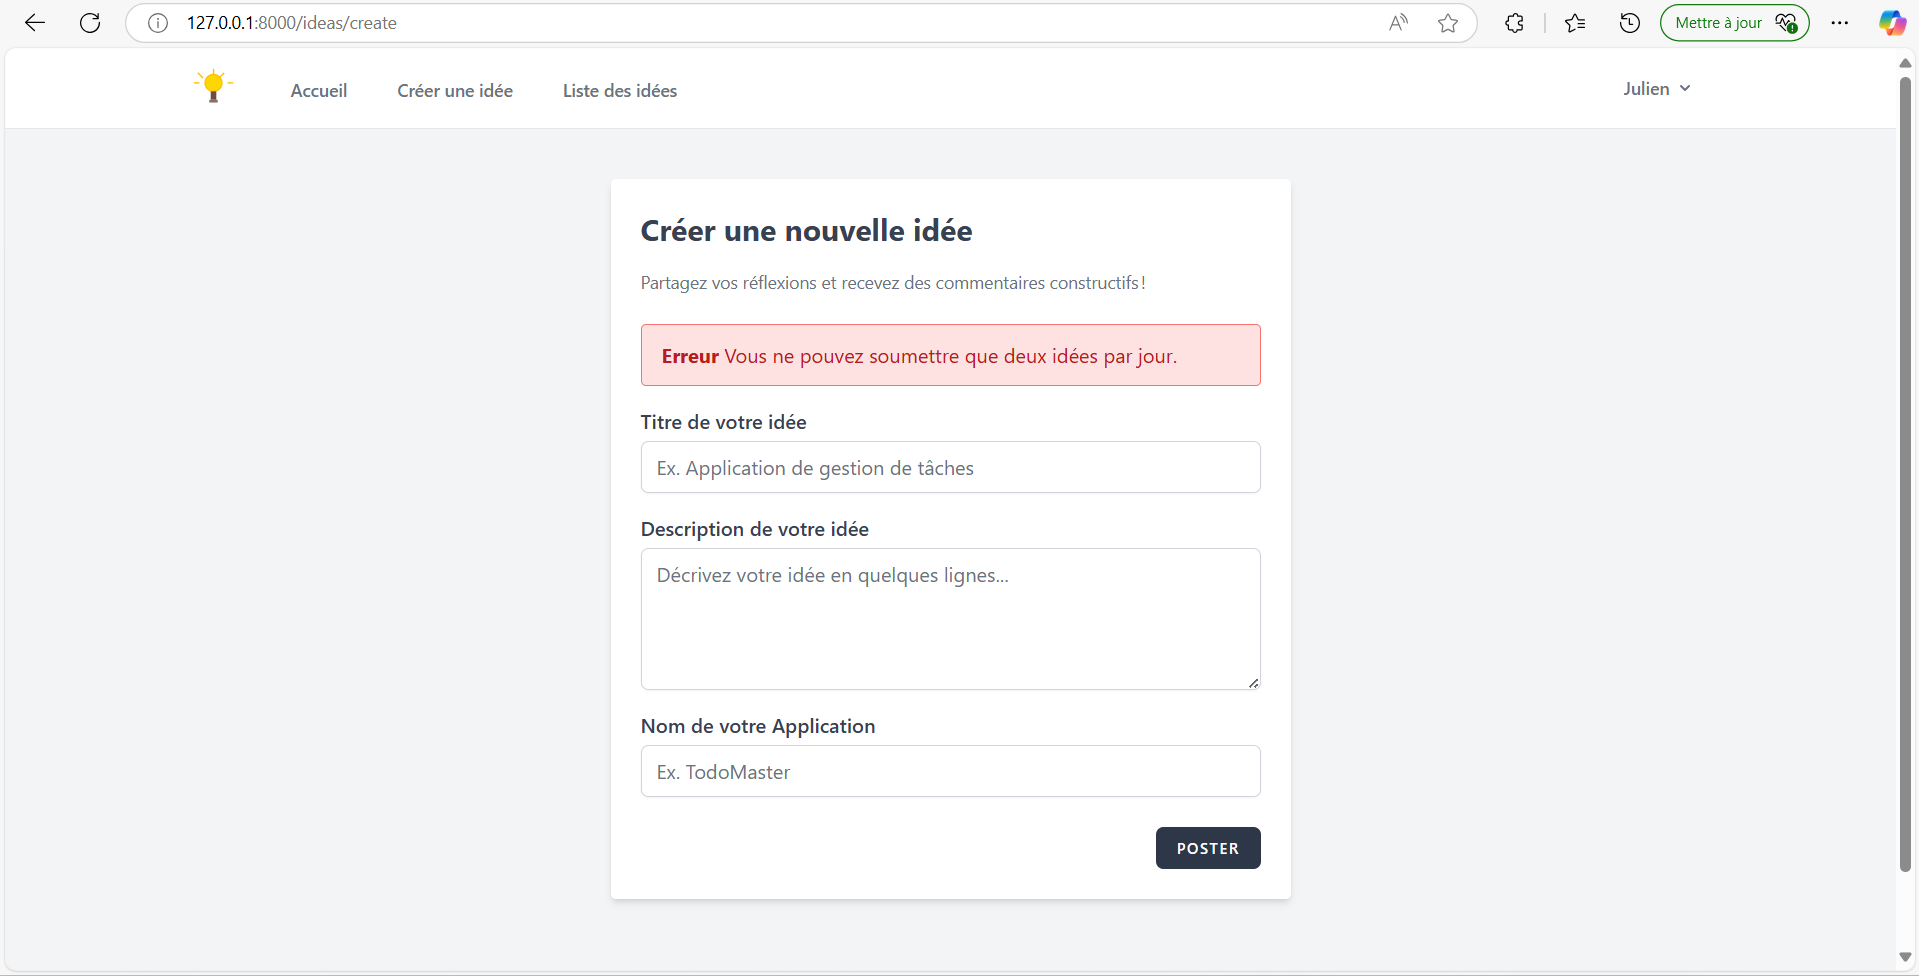 127.0.0.1:8000/ideas/create
Mettre à jour
Accueil
Créer une idée
Liste des idées
Julien
Créer une nouvelle idée
Partagez vos réflexions et recevez des commentaires constructifs !
Erreur Vous ne pouvez soumettre que deux idées par jour.
Titre de votre idée
Ex. Application de gestion de tâches
Description de votre idée
Décrivez votre idée en quelques lignes...
Nom de votre Application
Ex. TodoMaster
POSTER